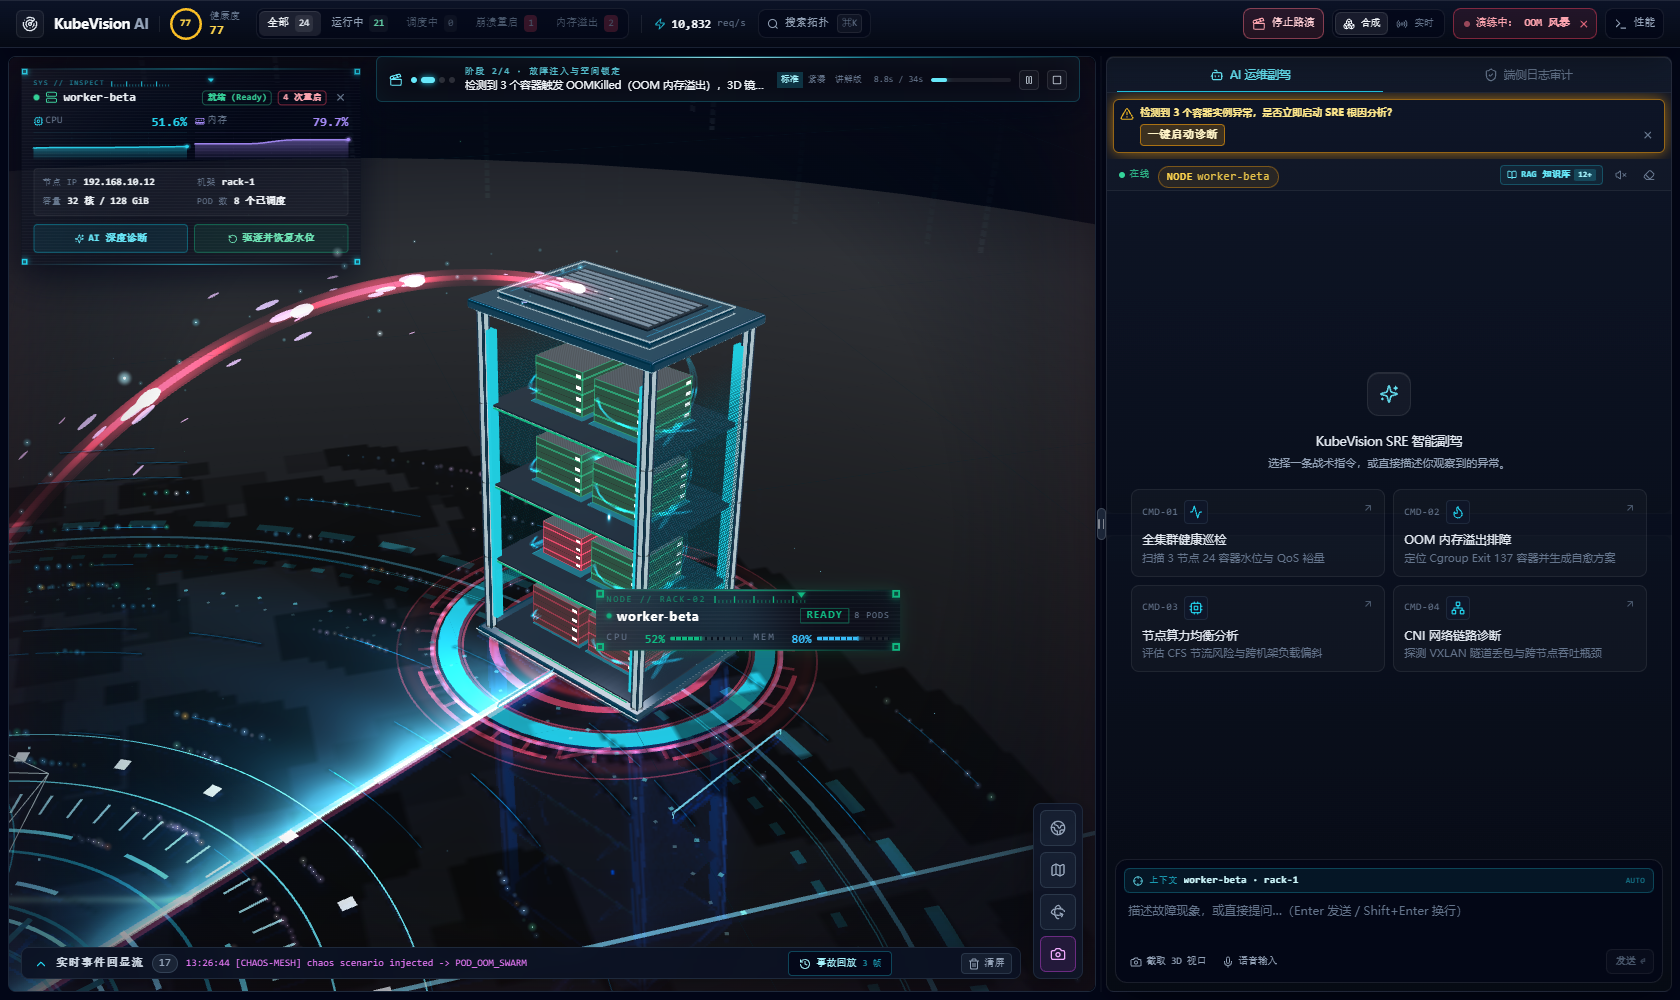 KubeVision AI
77
健康度
77
全部 24
运行中 21
调度中 0
崩溃重启 1
内存溢出 2
10,832 req/s
搜索拓扑 ⌘K
停止路演
合成
实时
演练中: OOM 风暴 ×
性能
SYS // INSPECT
worker-beta
就绪 (Ready)
4 次重启
CPU 51.6%
内存 79.7%
节点 IP 192.168.10.12
机架 rack-1
容量 32 核 / 128 GiB
POD 数 8 个已调度
AI 深度诊断
驱逐并恢复水位
阶段 2/4 · 故障注入与空间锁定
检测到 3 个容器触发 OOMKilled（OOM 内存溢出），3D 镜...
标准
紧凑
讲解版
8.8s / 34s
NODE // RACK-02
worker-beta
READY
8 PODS
CPU 52%
MEM 80%
实时事件回显流 17
13:26:44 [CHAOS-MESH] chaos scenario injected -> POD_OOM_SWARM
事故回放 3 帧
清屏
AI 运维副驾
端侧日志审计
检测到 3 个容器实例异常，是否立即启动 SRE 根因分析?
一键启动诊断
在线
NODE worker-beta
RAG 知识库 12+
KubeVision SRE 智能副驾
选择一条战术指令，或直接描述你观察到的异常。
CMD-01
全集群健康巡检
扫描 3 节点 24 容器水位与 QoS 裕量
CMD-02
OOM 内存溢出排障
定位 Cgroup Exit 137 容器并生成自愈方案
CMD-03
节点算力均衡分析
评估 CFS 节流风险与跨机架负载偏斜
CMD-04
CNI 网络链路诊断
探测 VXLAN 隧道丢包与跨节点吞吐瓶颈
上下文 worker-beta · rack-1
AUTO
描述故障现象，或直接提问...（Enter 发送 / Shift+Enter 换行）
截取 3D 视口
语音输入
发送